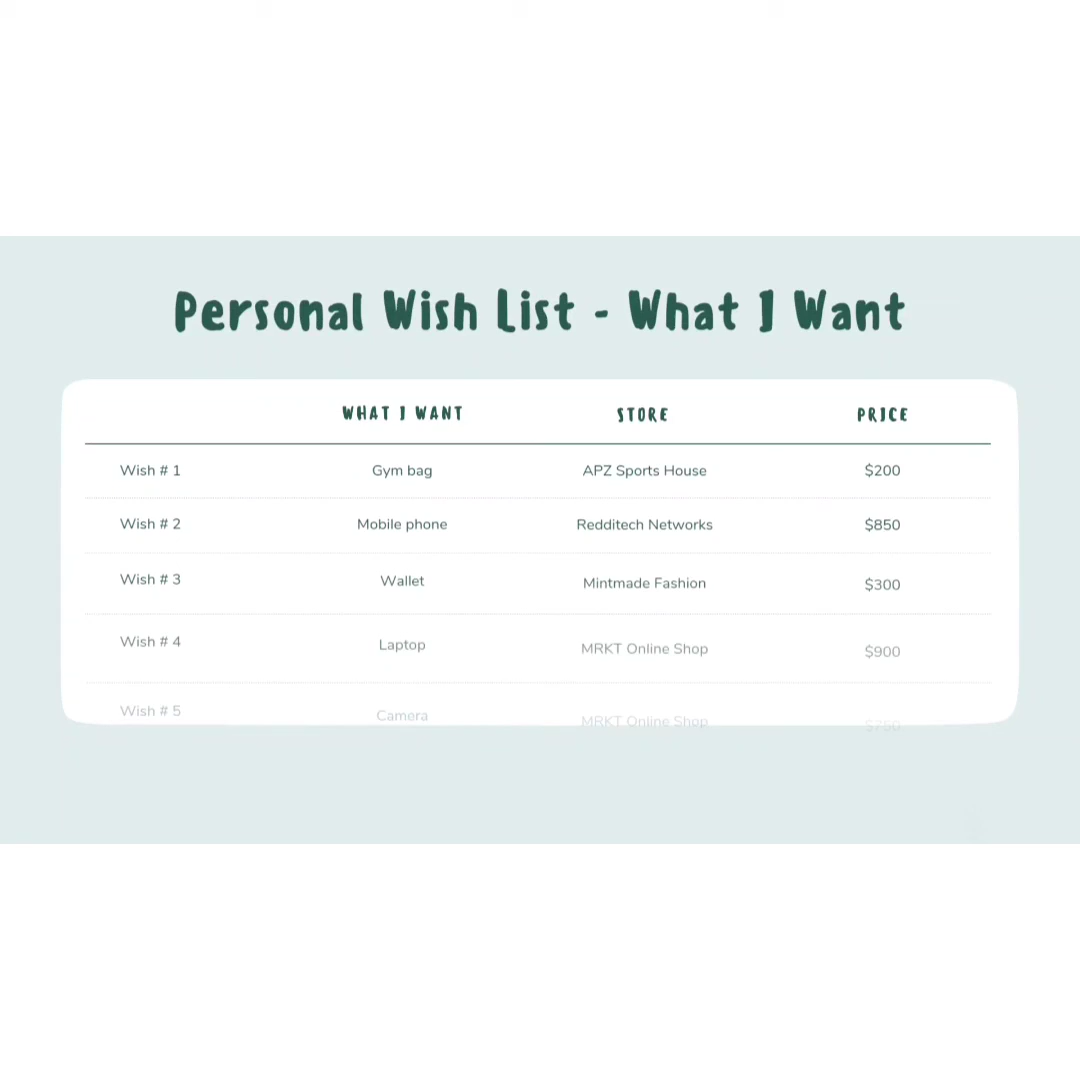 Personal Wish List - What I Want
WHAT I WANT STORE PRICE
Wish # 1 Gym bag APZ Sports House $200
Wish # 2 Mobile phone Redditech Networks $850
Wish # 3 Wallet Mintmade Fashion $300
Wish # 4 Laptop MRKT Online Shop $900
Wish # 5 Camera MRKT Online Shop $750